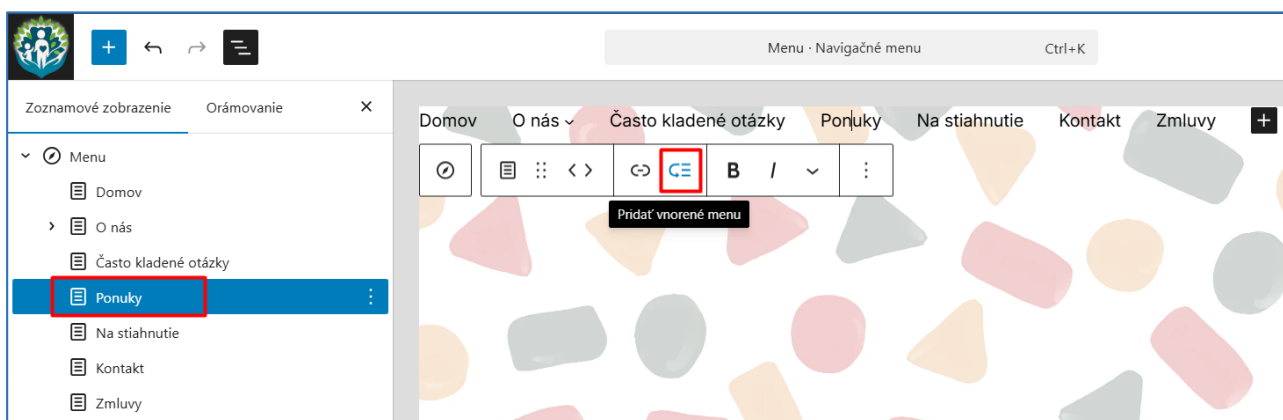 Menu · Navigačné menu Ctrl+K
Zoznamové zobrazenie Orámovanie
Menu
Domov
O nás
Často kladené otázky
Ponuky
Na stiahnutie
Kontakt
Zmluvy
Domov O nás Často kladené otázky Ponuky Na stiahnutie Kontakt Zmluvy
B I
Pridať vnorené menu